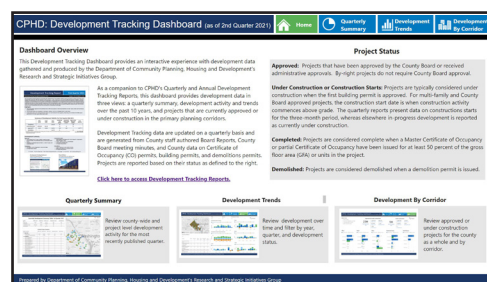 CPHD: Development Tracking Dashboard (as of 2nd Quarter 2021)
Home
Quarterly
Summary
Development
Trends
Development
By Corridor
Dashboard Overview
This Development Tracking Dashboard provides an interactive experience with development data
gathered and produced by the Department of Community Planning, Housing and Development's
Research and Strategic Initiatives Group.
As a companion to CPHD's Quarterly and Annual Development
Tracking Reports, this dashboard provides development data in
three views: a quarterly summary, development activity and trends
over the past 10 years, and projects that are currently approved or
under construction in the primary planning corridors.
Development Tracking data are updated on a quarterly basis and
are generated from County staff authored Board Reports, County
Board meeting minutes, and County data on Certificate of
Occupancy (CO) permits, building permits, and demolitions permits.
Projects are reported based on their status as defined to the right.
Click here to access Development Tracking Reports.
Project Status
Approved: Projects that have been approved by the County Board or received
administrative approvals. By-right projects do not require County Board approval.
Under Construction or Construction Starts: Projects are typically considered under
construction when the first building permit is approved. For multi-family and County
Board approved projects, the construction start date is when construction activity
commences above grade. The quarterly reports present data on constructions starts
for the three-month period, whereas elsewhere in-progress development is reported
as currently under construction.
Completed: Projects are considered complete when a Master Certificate of Occupancy
or partial Certificate of Occupancy have been issued for at least 50 percent of the gross
floor area (GFA) or units in the project.
Demolished: Projects are considered demolished when a demolition permit is issued.
Quarterly Summary
Review county-wide and
project level development
activity for the most
recently published quarter.
Development Trends
Review development over
time and filter by year,
quarter, and development
status.
Development By Corridor
Review approved or
under construction
projects for the county
as a whole and by
corridor.
Prepared by Department of Community Planning, Housing and Development's Research and Strategic Initiatives Group